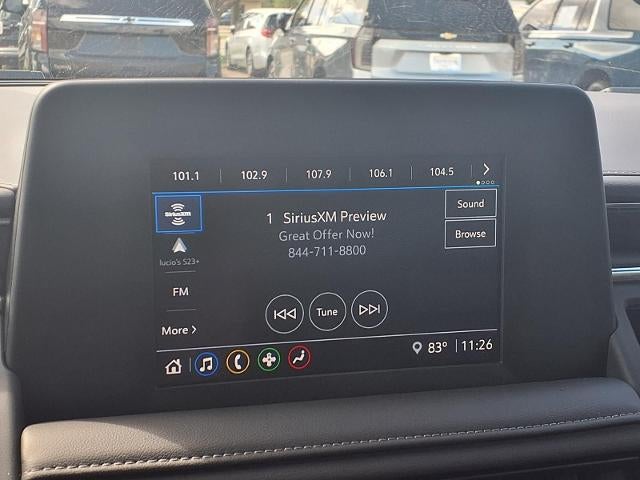 101.1 102.9 107.9 106.1 104.5
SiriusXM
1 SiriusXM Preview
Great Offer Now!
844-711-8800
Sound
Browse
lucio's S23+
FM
More
Tune
83° 11:26